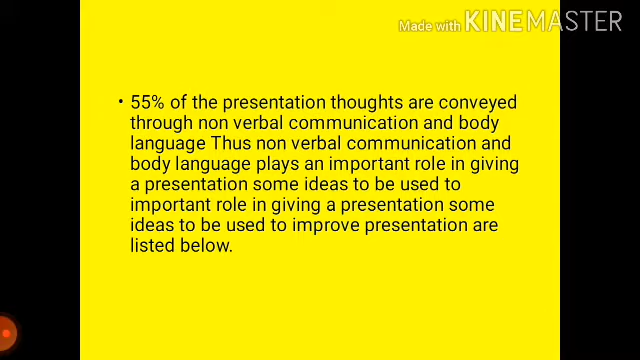 Made with KINEMASTER
• 55% of the presentation thoughts are conveyed
through non verbal communication and body
language Thus non verbal communication and
body language plays an important role in giving
a presentation some ideas to be used to
important role in giving a presentation some
ideas to be used to improve presentation are
listed below.